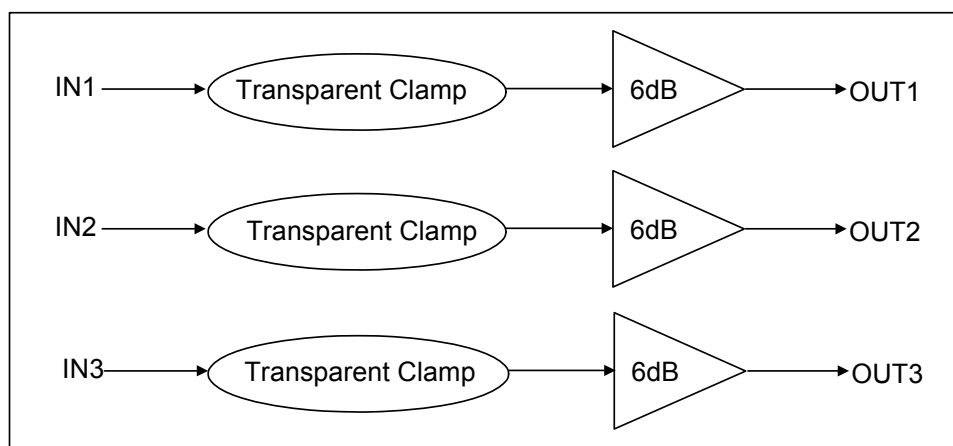 IN1 Transparent Clamp 6dB OUT1
IN2 Transparent Clamp 6dB OUT2
IN3 Transparent Clamp 6dB OUT3